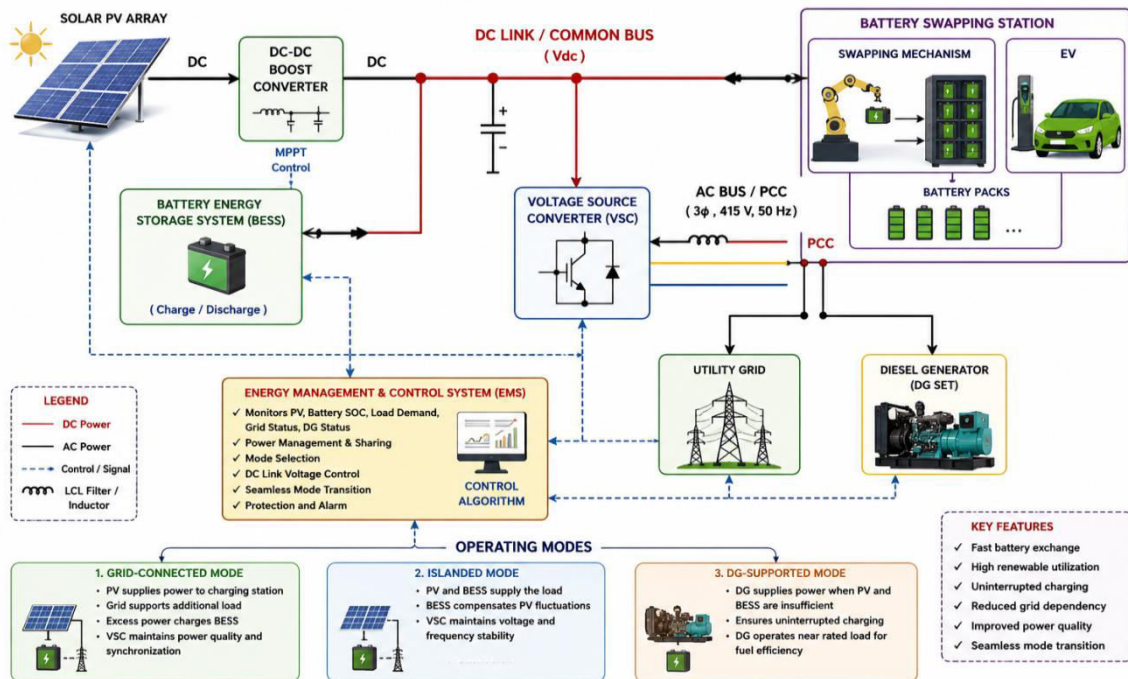 SOLAR PV ARRAY
DC
DC-DC
BOOST
CONVERTER
DC
MPPT
Control
DC LINK / COMMON BUS
( Vdc )
+
−
BATTERY SWAPPING STATION
SWAPPING MECHANISM
EV
BATTERY PACKS
...
BATTERY ENERGY
STORAGE SYSTEM (BESS)
( Charge / Discharge )
VOLTAGE SOURCE
CONVERTER (VSC)
AC BUS / PCC
( 3ϕ , 415 V, 50 Hz)
PCC
UTILITY GRID
DIESEL GENERATOR
(DG SET)
LEGEND
DC Power
AC Power
Control / Signal
LCL Filter /
Inductor
ENERGY MANAGEMENT & CONTROL SYSTEM (EMS)
✓ Monitors PV, Battery SOC, Load Demand,
Grid Status, DG Status
✓ Power Management & Sharing
✓ Mode Selection
✓ DC Link Voltage Control
✓ Seamless Mode Transition
✓ Protection and Alarm
CONTROL
ALGORITHM
OPERATING MODES
1. GRID-CONNECTED MODE
• PV supplies power to charging station
• Grid supports additional load
• Excess power charges BESS
• VSC maintains power quality and
synchronization
2. ISLANDED MODE
• PV and BESS supply the load
• BESS compensates PV fluctuations
• VSC maintains voltage and
frequency stability
3. DG-SUPPORTED MODE
• DG supplies power when PV and
BESS are insufficient
• Ensures uninterrupted charging
• DG operates near rated load for
fuel efficiency
KEY FEATURES
✓ Fast battery exchange
✓ High renewable utilization
✓ Uninterrupted charging
✓ Reduced grid dependency
✓ Improved power quality
✓ Seamless mode transition